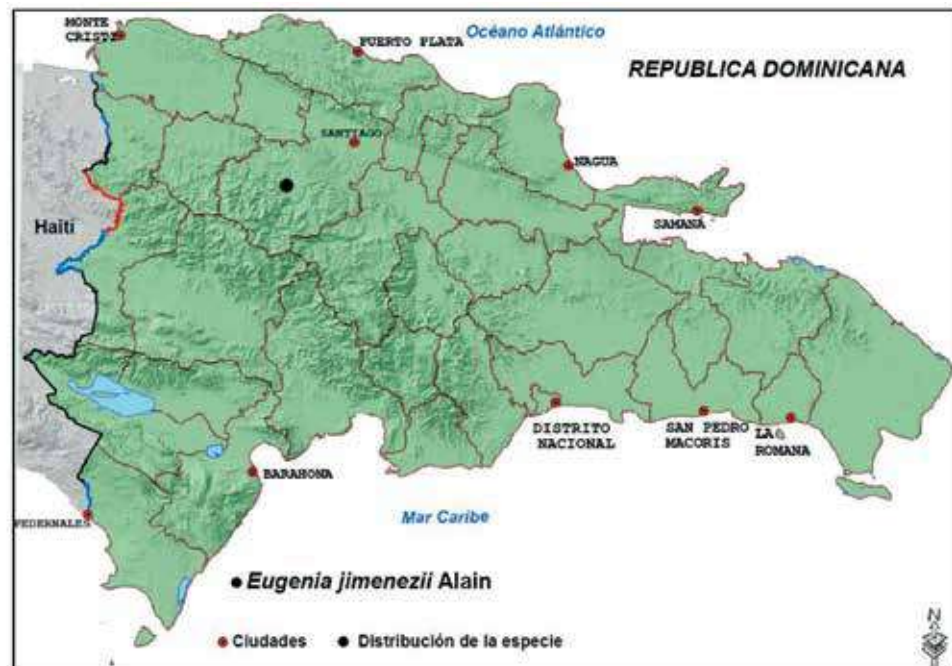 MONTE
CRISTI
PUERTO PLATA
Océano Atlántico
REPUBLICA DOMINICANA
SANTIAGO
NAGUA
Haïti
SAMANA
DISTRITO
NACIONAL
SAN PEDRO
MACORIS
LA
ROMANA
BARAHONA
PEDERNALES
Mar Caribe
Eugenia jimenezii Alain
Ciudades
Distribución de la especie
N